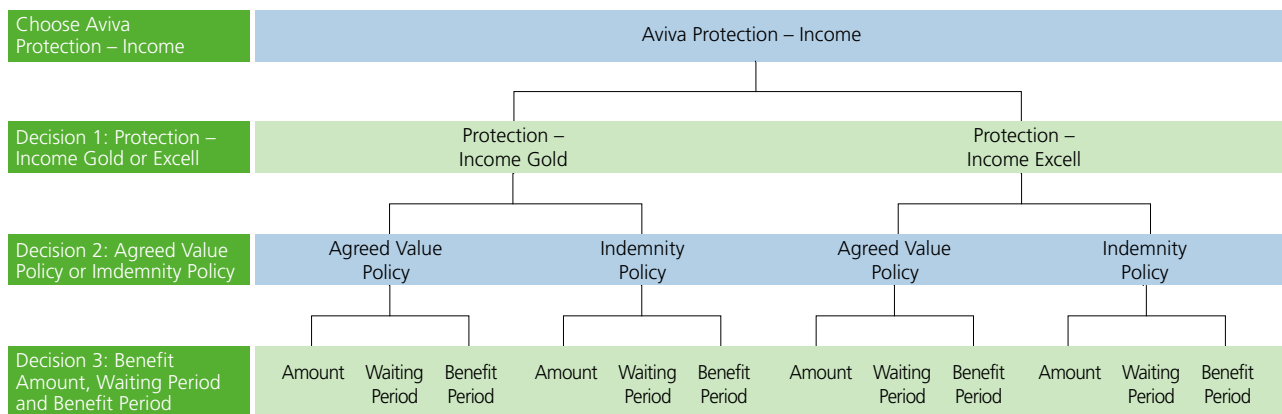 Choose Aviva
Protection – Income
Aviva Protection – Income
Decision 1: Protection –
Income Gold or Excell
Protection –
Income Gold
Protection –
Income Excell
Decision 2: Agreed Value
Policy or Imdemnity Policy
Agreed Value
Policy
Indemnity
Policy
Agreed Value
Policy
Indemnity
Policy
Decision 3: Benefit
Amount, Waiting Period
and Benefit Period
Amount
Waiting
Period
Benefit
Period
Amount
Waiting
Period
Benefit
Period
Amount
Waiting
Period
Benefit
Period
Amount
Waiting
Period
Benefit
Period